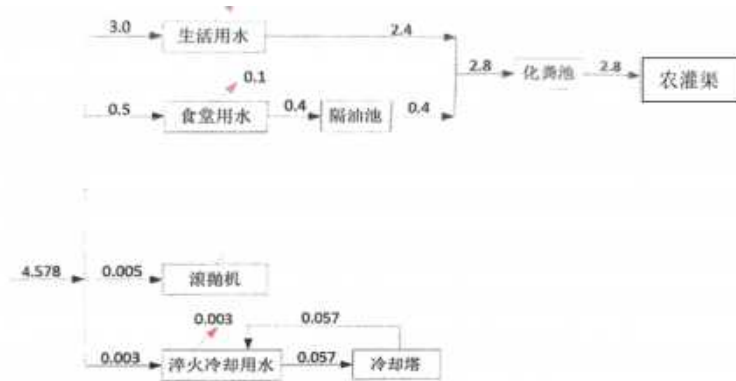 3.0
生活用水
2.4
0.1
2.8
化粪池
2.8
农灌渠
0.5
食堂用水
0.4
隔油池
0.4
4.578
0.005
滚抛机
0.003
0.057
0.003
淬火冷却用水
0.057
冷却塔